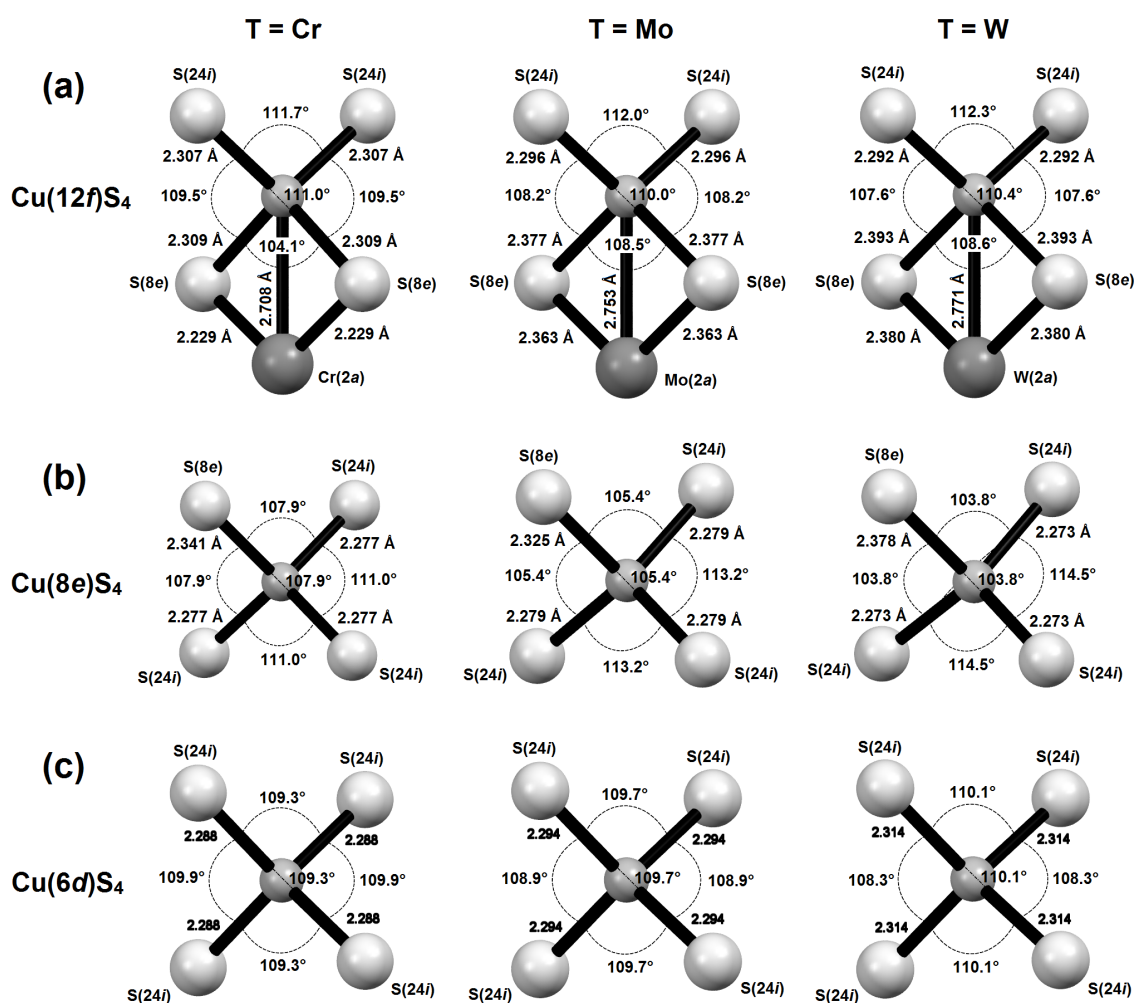 T = Cr T = Mo T = W
(a)
S(24i) S(24i) S(24i) S(24i) S(24i) S(24i)
111.7° 112.0° 112.3°
2.307 Å 2.307 Å 2.296 Å 2.296 Å 2.292 Å 2.292 Å
Cu(12f)S₄ 109.5° 111.0° 109.5° 108.2° 110.0° 108.2° 107.6° 110.4° 107.6°
104.1° 108.5° 108.6°
2.309 Å 2.309 Å 2.377 Å 2.377 Å 2.393 Å 2.393 Å
S(8e) S(8e) S(8e) S(8e) S(8e) S(8e)
2.708 Å 2.753 Å 2.771 Å
2.229 Å 2.229 Å 2.363 Å 2.363 Å 2.380 Å 2.380 Å
Cr(2a) Mo(2a) W(2a)
(b)
S(8e) S(24i) S(8e) S(24i) S(8e) S(24i)
107.9° 105.4° 103.8°
2.341 Å 2.277 Å 2.325 Å 2.279 Å 2.378 Å 2.273 Å
Cu(8e)S₄ 107.9° 107.9° 111.0° 105.4° 105.4° 113.2° 103.8° 103.8° 114.5°
2.277 Å 2.277 Å 2.279 Å 2.279 Å 2.273 Å 2.273 Å
S(24i) 111.0° S(24i) S(24i) 113.2° S(24i) S(24i) 114.5° S(24i)
(c)
S(24i) S(24i) S(24i) S(24i) S(24i) S(24i)
109.3° 109.7° 110.1°
2.288 2.288 2.294 2.294 2.314 2.314
Cu(6d)S₄ 109.9° 109.3° 109.9° 108.9° 109.7° 108.9° 108.3° 110.1° 108.3°
2.288 2.288 2.294 2.294 2.314 2.314
109.3° 109.7° 110.1°
S(24i) S(24i) S(24i) S(24i) S(24i) S(24i)